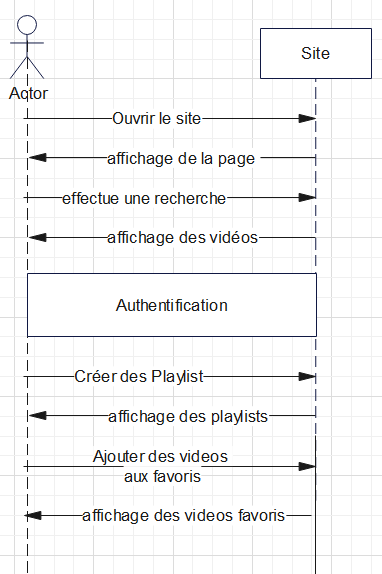 Site
Actor
Ouvrir le site
affichage de la page
effectue une recherche
affichage des vidéos
Authentification
Créer des Playlist
affichage des playlists
Ajouter des videos
aux favoris
affichage des videos favoris